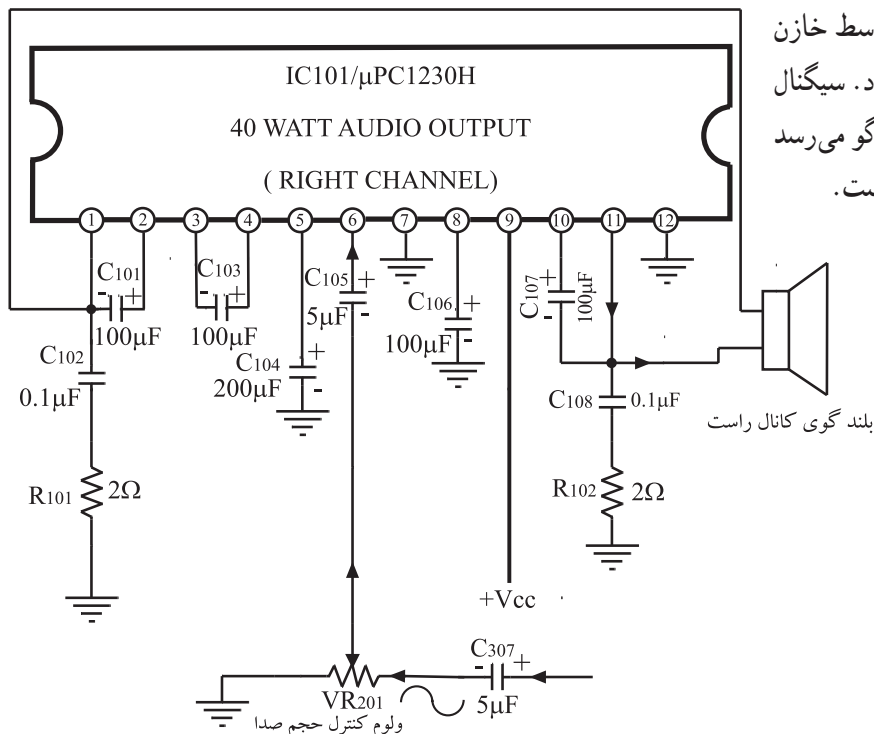 سط خازن
د. سیگنال
گو می‌رسد
ست.
IC101/μPC1230H
40 WATT AUDIO OUTPUT
( RIGHT CHANNEL)
1 2 3 4 5 6 7 8 9 10 11 12
C101
- +
100μF
C103
- +
100μF
C105 +
5μF -
C106 +
100μF -
C107 + -
100μF
C102
0.1μF
C104 +
200μF -
C108 0.1μF
بلند گوی کانال راست
R101 2Ω
R102 2Ω
+Vcc
C307
- +
5μF
VR201
ولوم کنترل حجم صدا